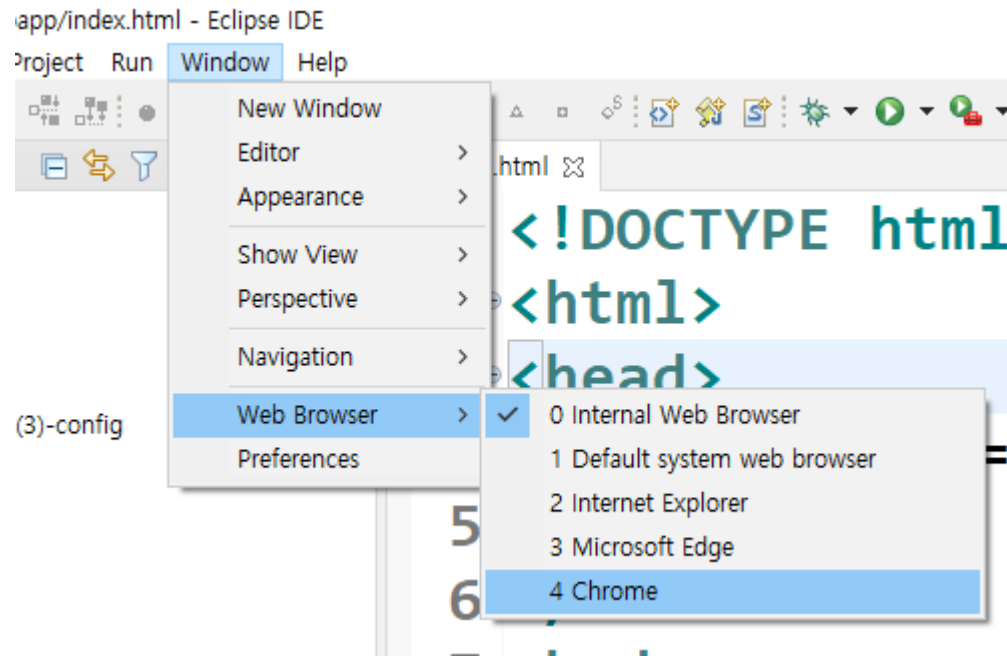 app/index.html - Eclipse IDE
Project Run Window Help
New Window
Editor
Appearance
Show View
Perspective
Navigation
Web Browser
Preferences
(3)-config
.html
<!DOCTYPE html
<html>
<head>
=
0 Internal Web Browser
1 Default system web browser
2 Internet Explorer
3 Microsoft Edge
4 Chrome
5
6